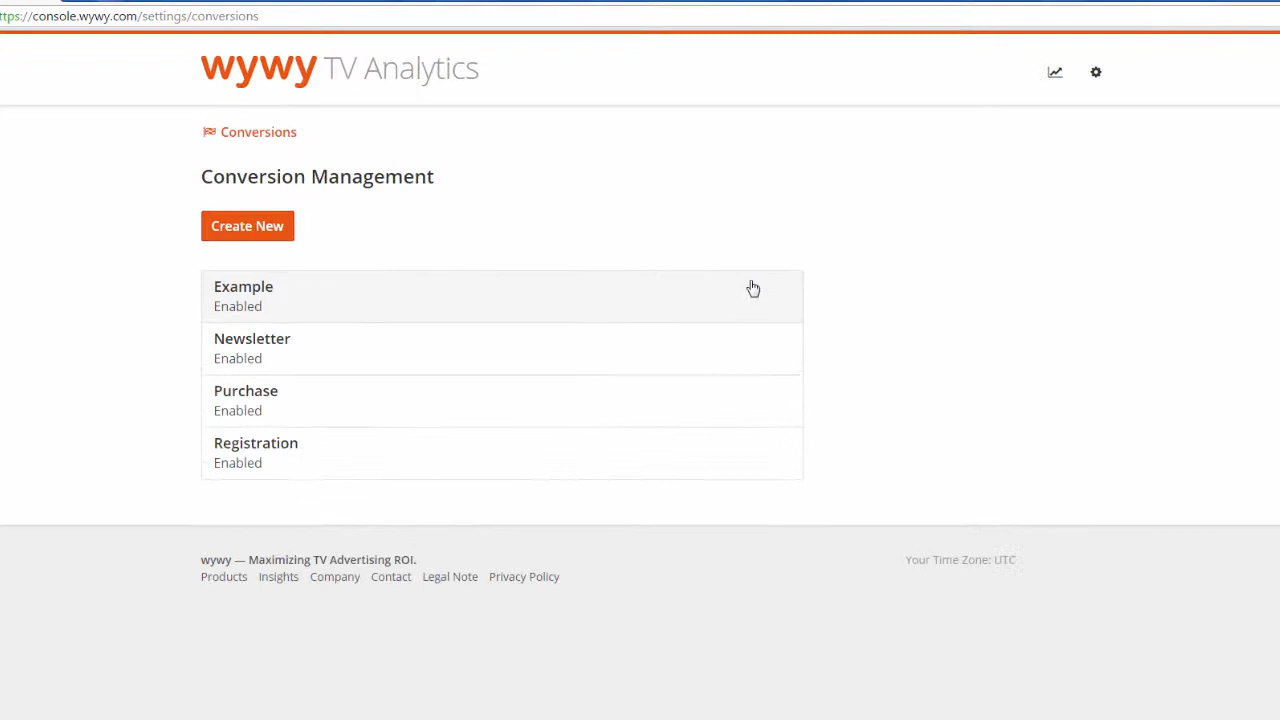 ttps://console.wywy.com/settings/conversions
wywy TV Analytics
Conversions
Conversion Management
Create New
Example
Enabled
Newsletter
Enabled
Purchase
Enabled
Registration
Enabled
wywy — Maximizing TV Advertising ROI.
Your Time Zone: UTC
Products Insights Company Contact Legal Note Privacy Policy